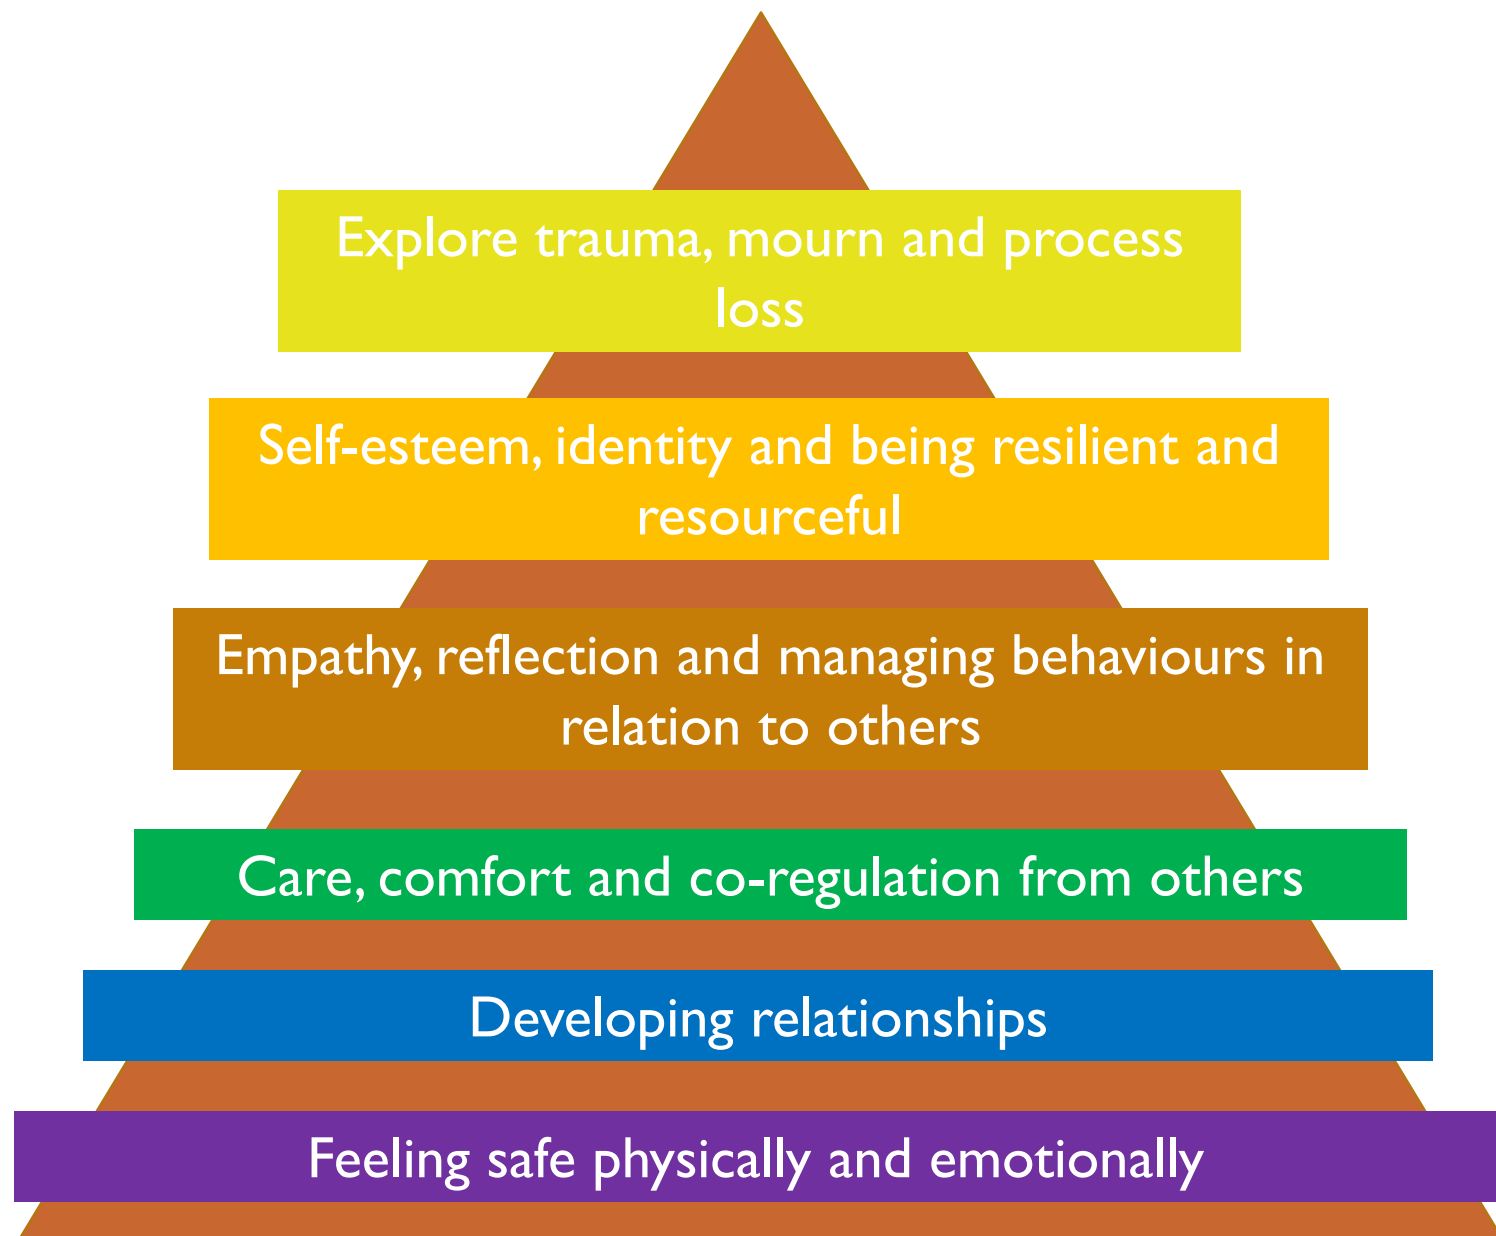 Explore trauma, mourn and process
loss
Self-esteem, identity and being resilient and
resourceful
Empathy, reflection and managing behaviours in
relation to others
Care, comfort and co-regulation from others
Developing relationships
Feeling safe physically and emotionally